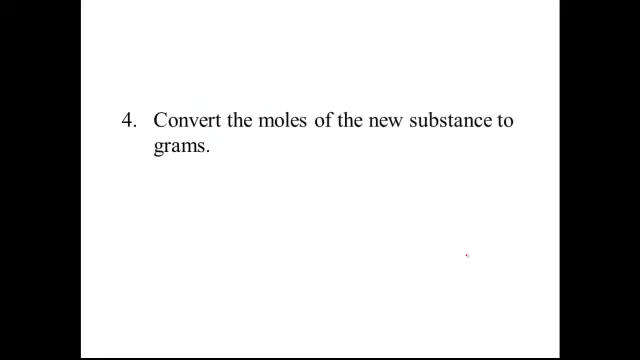 4. Convert the moles of the new substance to
grams.